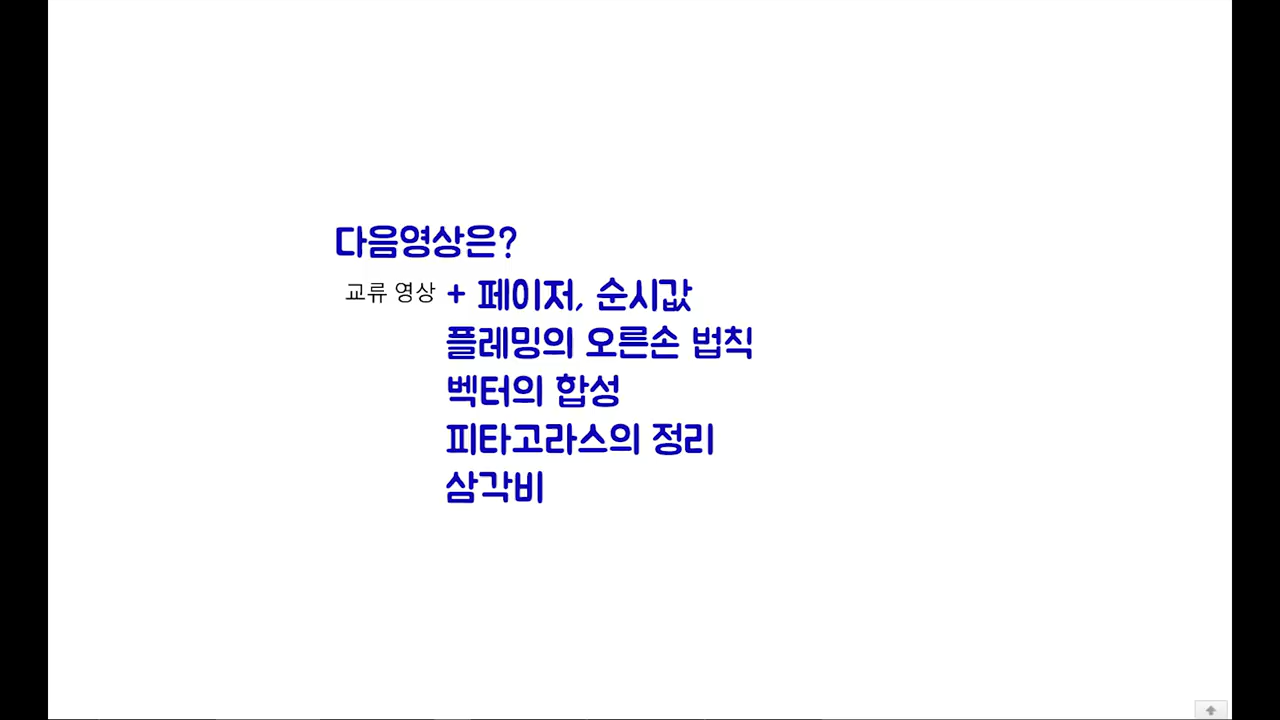 다음영상은?
교류 영상 + 페이저, 순시값
플레밍의 오른손 법칙
벡터의 합성
피타고라스의 정리
삼각비